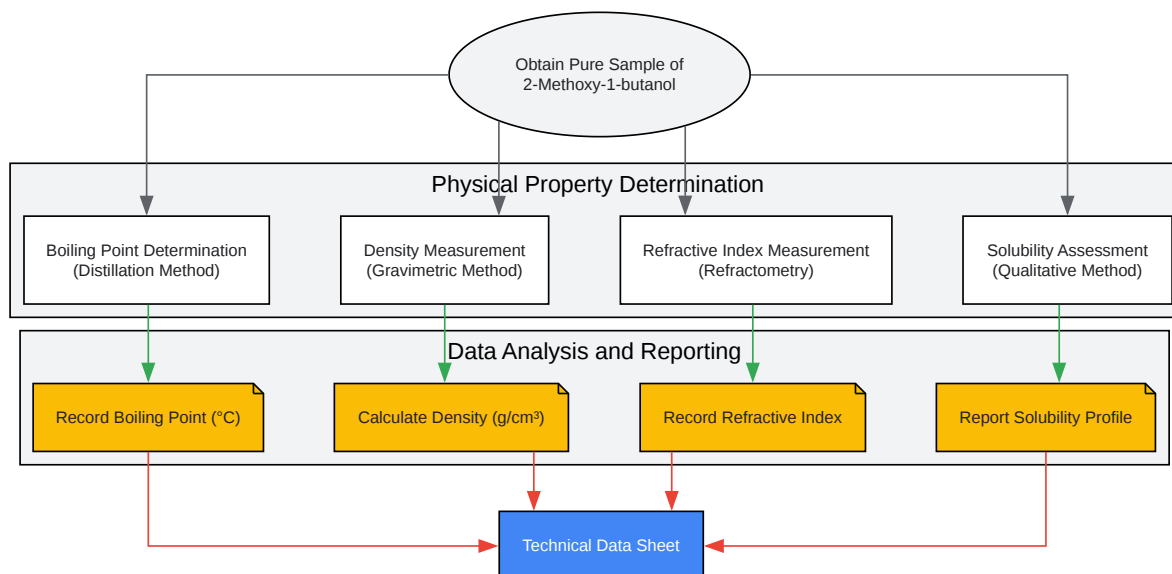 Obtain Pure Sample of
2-Methoxy-1-butanol
Physical Property Determination
Boiling Point Determination
(Distillation Method)
Density Measurement
(Gravimetric Method)
Refractive Index Measurement
(Refractometry)
Solubility Assessment
(Qualitative Method)
Data Analysis and Reporting
Record Boiling Point (°C)
Calculate Density (g/cm³)
Record Refractive Index
Report Solubility Profile
Technical Data Sheet